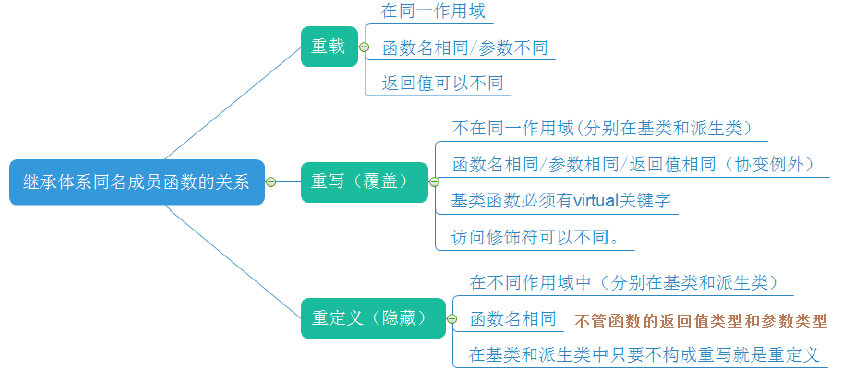 继承体系同名成员函数的关系
重载
在同一作用域
函数名相同/参数不同
返回值可以不同
重写（覆盖）
不在同一作用域(分别在基类和派生类）
函数名相同/参数相同/返回值相同（协变例外）
基类函数必须有virtual关键字
访问修饰符可以不同。
重定义（隐藏）
在不同作用域中（分别在基类和派生类）
函数名相同 不管函数的返回值类型和参数类型
在基类和派生类中只要不构成重写就是重定义